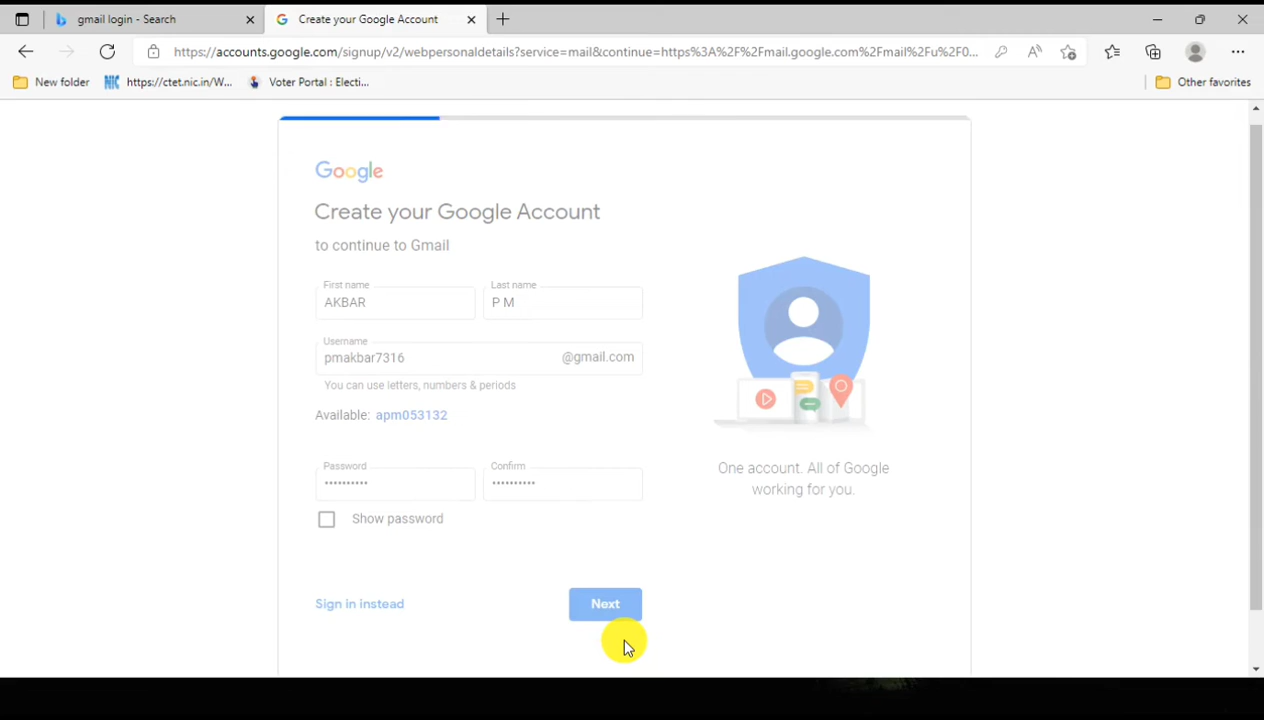 gmail login - Search
Create your Google Account
https://accounts.google.com/signup/v2/webpersonaldetails?service=mail&continue=https%3A%2F%2Fmail.google.com%2Fmail%2Fu%2F0...
New folder
NIC https://ctet.nic.in/W...
Voter Portal : Electi...
Other favorites
Google
Create your Google Account
to continue to Gmail
First name
Last name
AKBAR
P M
Username
pmakbar7316
@gmail.com
You can use letters, numbers & periods
Available: apm053132
Password
Confirm
••••••••••
••••••••••
Show password
Sign in instead
Next
One account. All of Google
working for you.